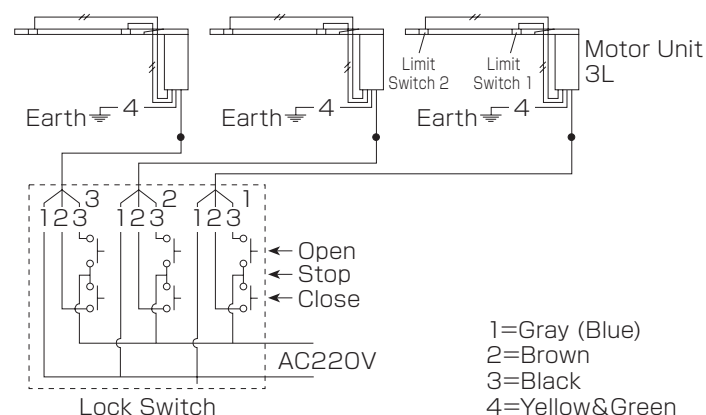 Limit
Switch 2
Limit
Switch 1
Motor Unit
3L
Earth
4
Earth
4
Earth
4
3
2
1
123
123
123
Open
Stop
Close
AC220V
Lock Switch
1=Gray (Blue)
2=Brown
3=Black
4=Yellow&Green